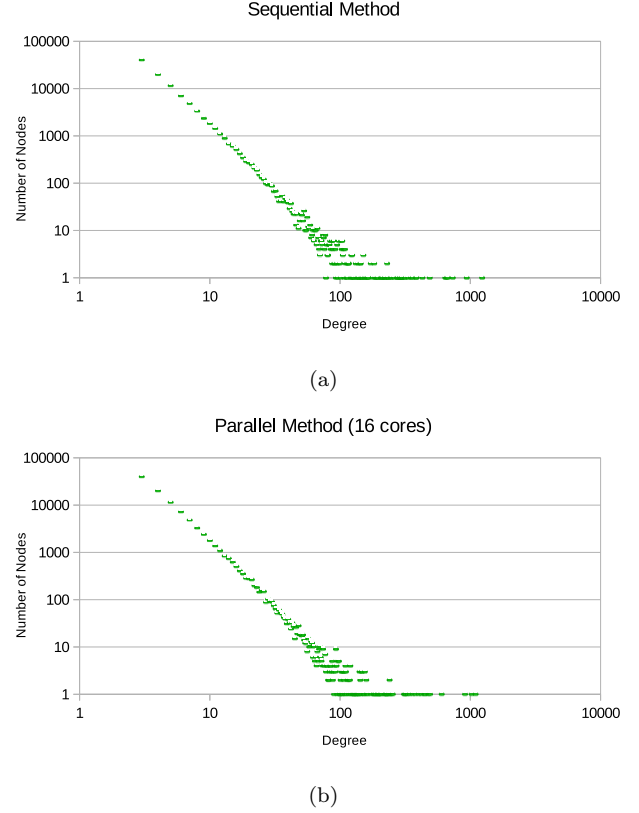 Sequential Method
100000
10000
1000
100
10
1
Number of Nodes
1 10 100 1000 10000
Degree
(a)
Parallel Method (16 cores)
100000
10000
1000
100
10
1
Number of Nodes
1 10 100 1000 10000
Degree
(b)